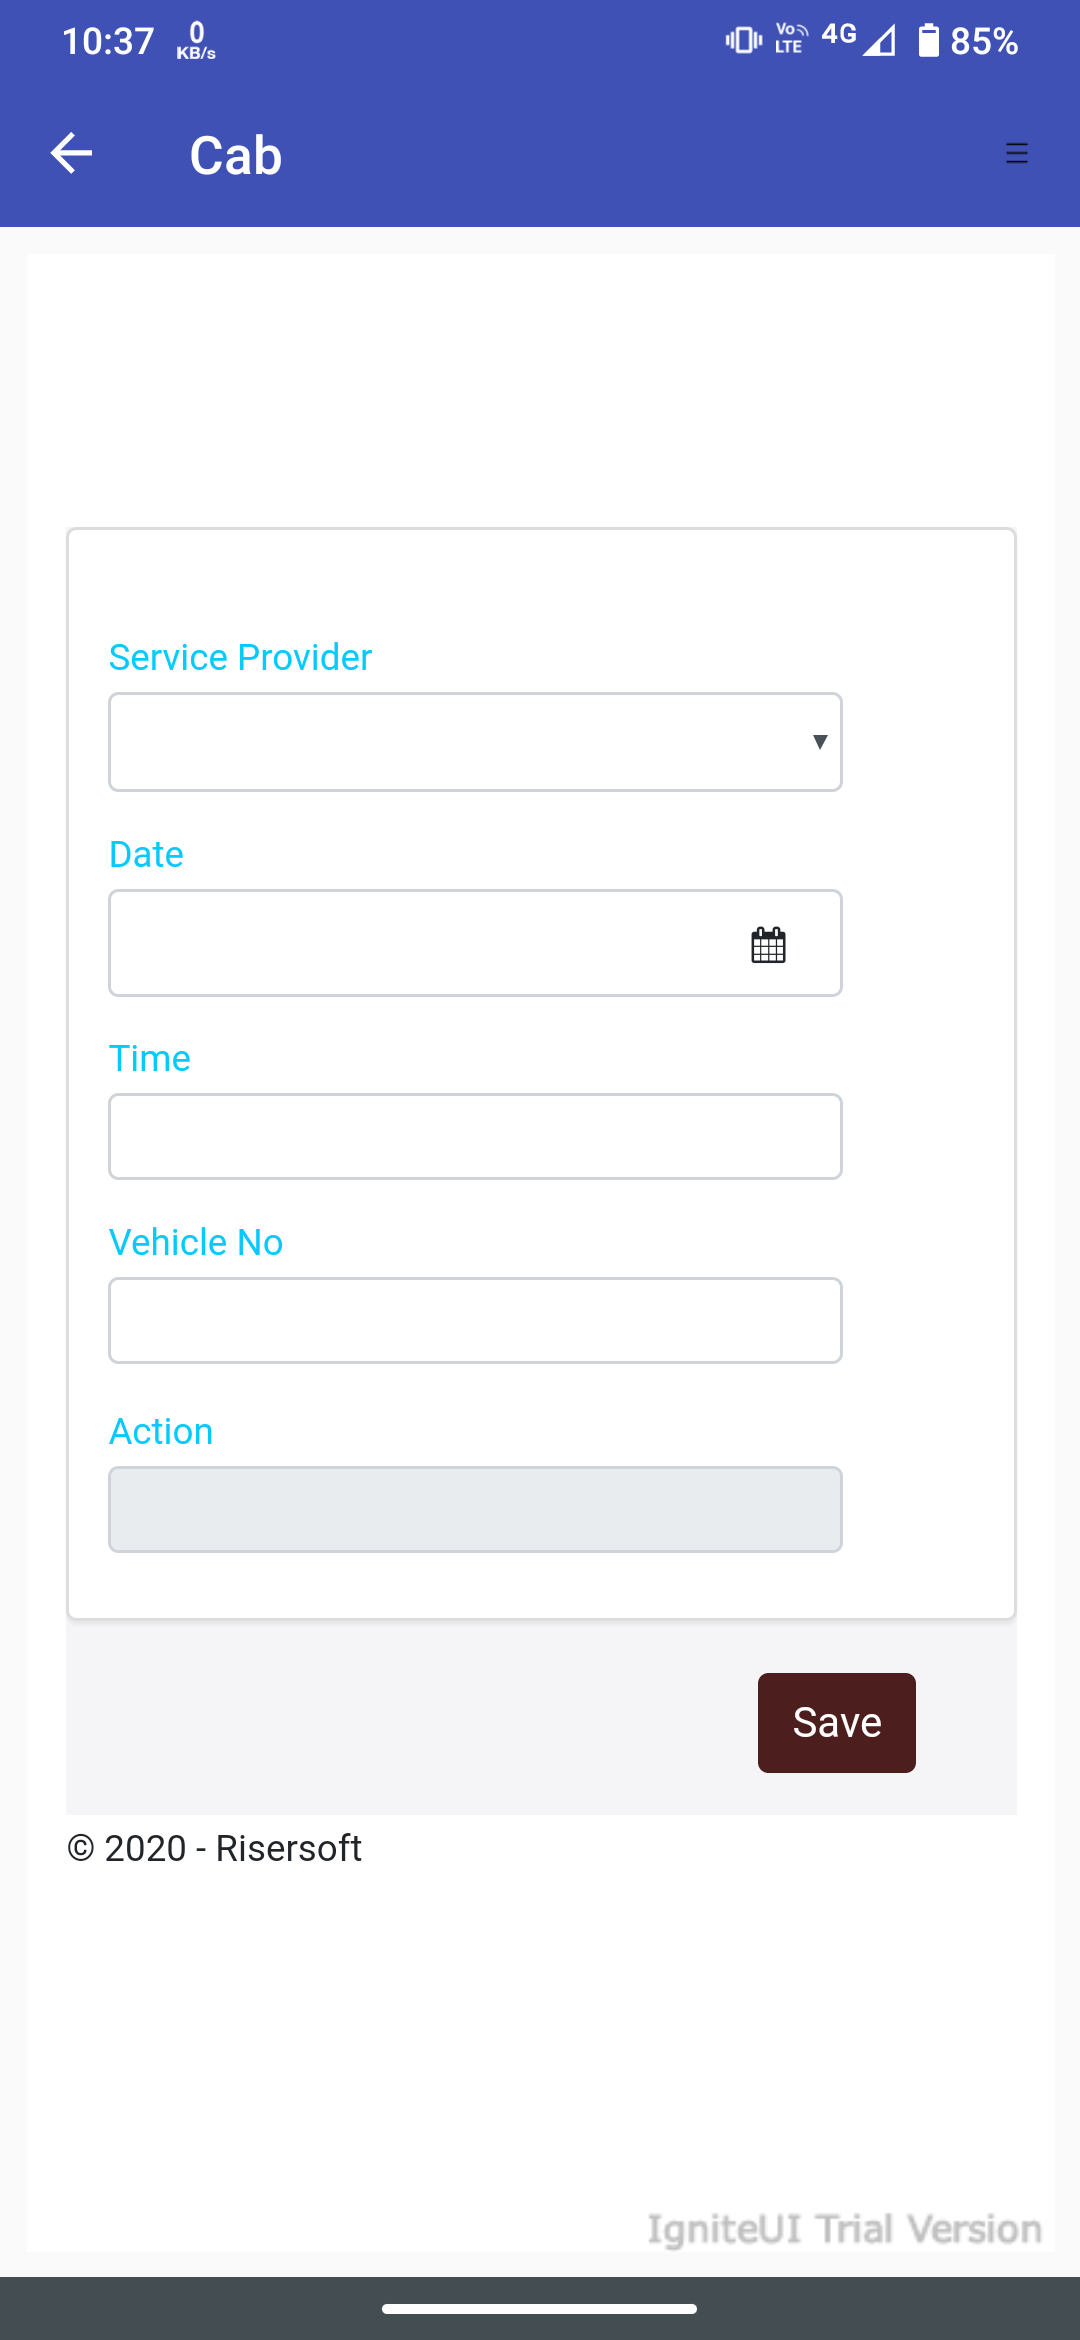 10:37 0 KB/s Vo LTE 4G 85%
Cab
Service Provider
Date
Time
Vehicle No
Action
Save
© 2020 - Risersoft
IgniteUI Trial Version